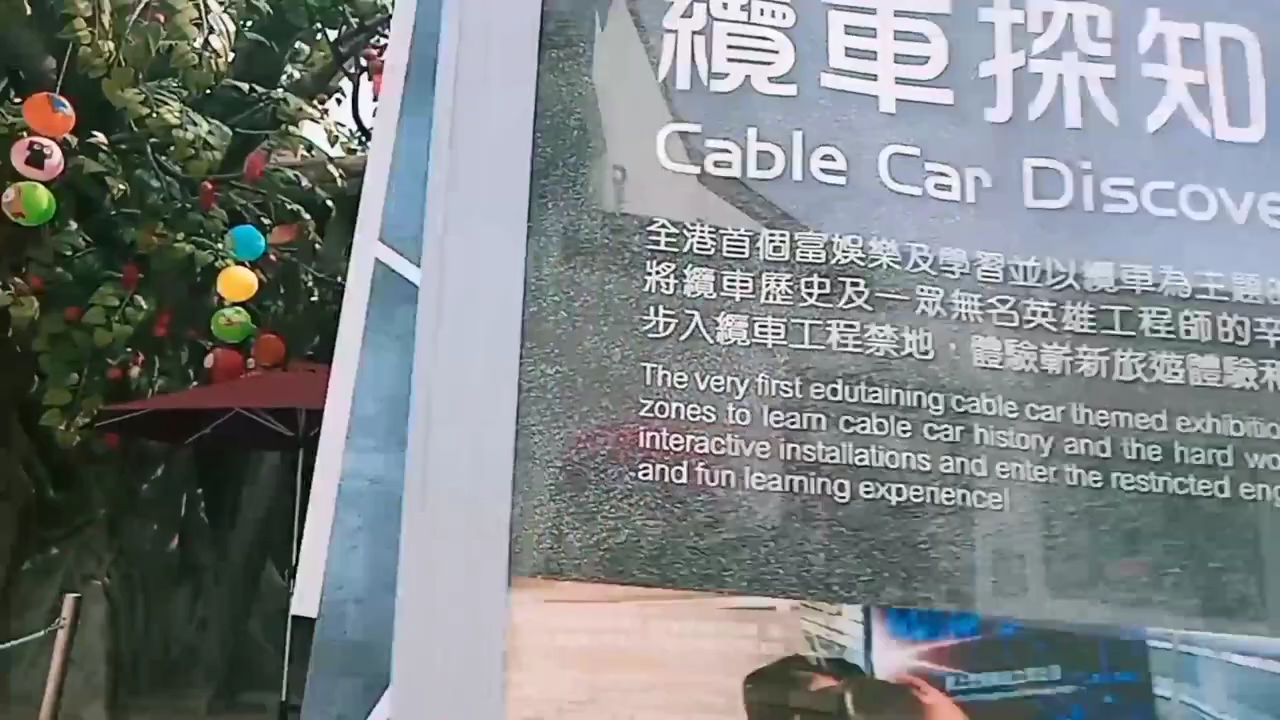 纜車探知
Cable Car Discove
全港首個富娛樂及學習並以纜車為主題
將纜車歷史及一眾無名英雄工程師的辛
步入纜車工程禁地，體驗嶄新旅遊體驗和
The very first edutaining cable car themed exhibitio
zones to learn cable car history and the hard wo
interactive installations and enter the restricted eng
and fun learning experience!